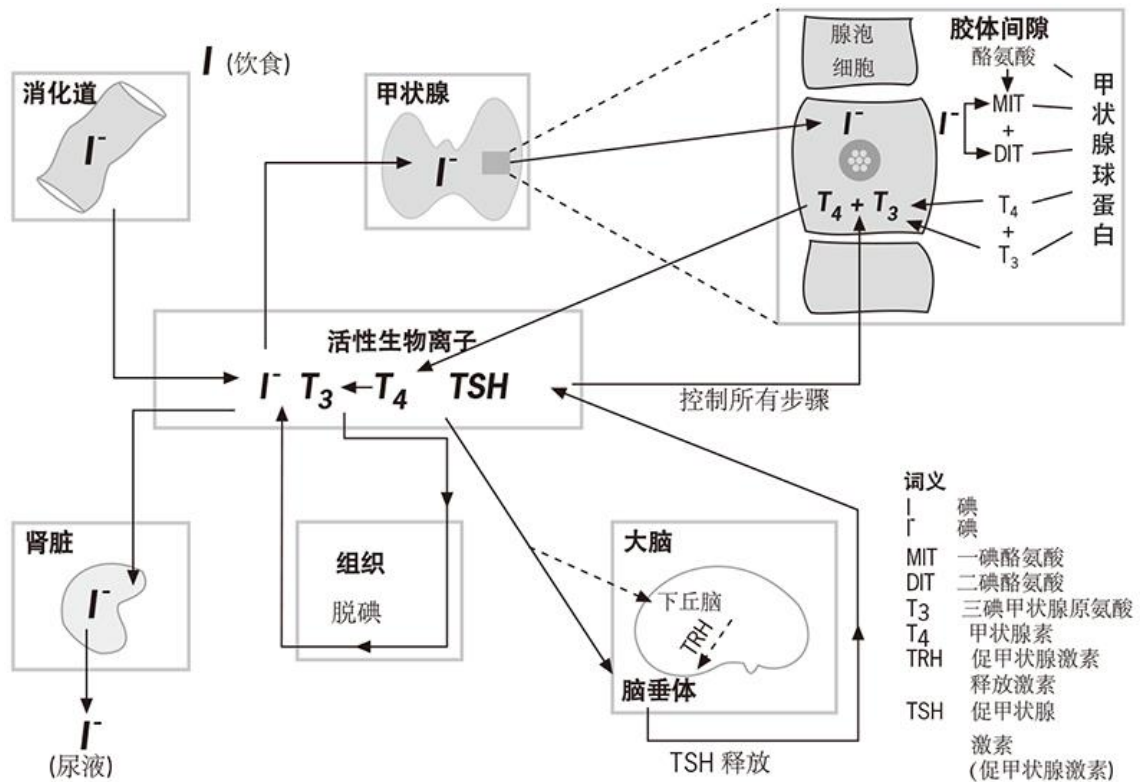 I (饮食)
消化道
I⁻
甲状腺
I⁻
腺泡
细胞
I⁻
T₄ + T₃
胶体间隙
酪氨酸
I⁻
MIT
+
DIT
T₄
+
T₃
甲状腺球蛋白
活性生物离子
I⁻ T₃ T₄ TSH
控制所有步骤
肾脏
I⁻
I⁻
(尿液)
组织
脱碘
大脑
下丘脑
TRH
脑垂体
TSH 释放
词义
I 碘
I⁻ 碘
MIT 一碘酪氨酸
DIT 二碘酪氨酸
T₃ 三碘甲状腺原氨酸
T₄ 甲状腺素
TRH 促甲状腺激素
释放激素
TSH 促甲状腺
激素
(促甲状腺激素)